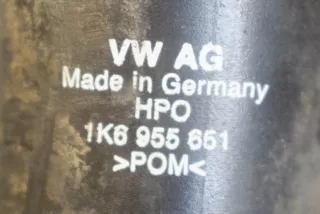 VW AG
Made in Germany
HPO
1K6 955 651
>POM<